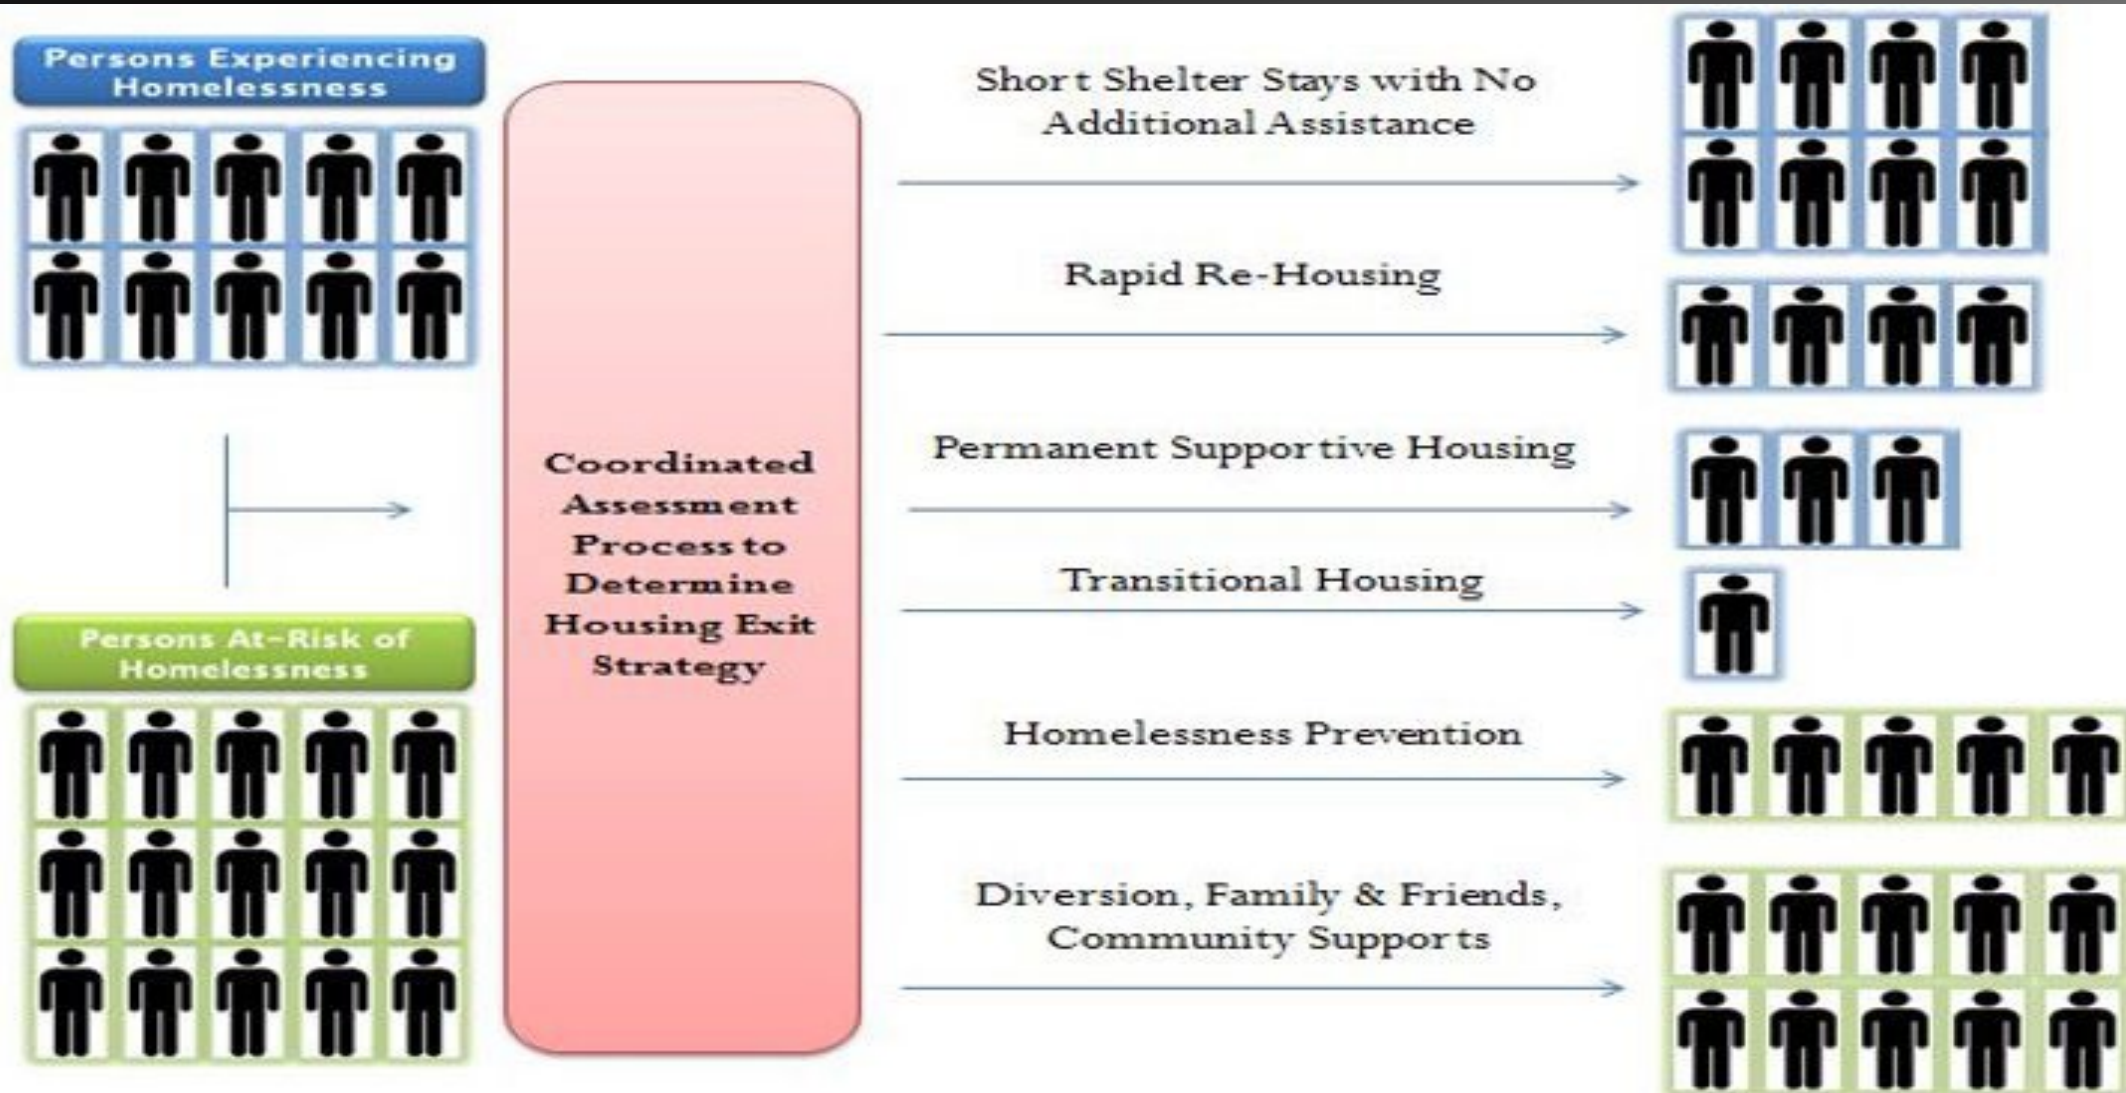 Persons Experiencing
Homelessness
Persons At-Risk of
Homelessness
Coordinated
Assessment
Process to
Determine
Housing Exit
Strategy
Short Shelter Stays with No
Additional Assistance
Rapid Re-Housing
Permanent Supportive Housing
Transitional Housing
Homelessness Prevention
Diversion, Family & Friends,
Community Supports